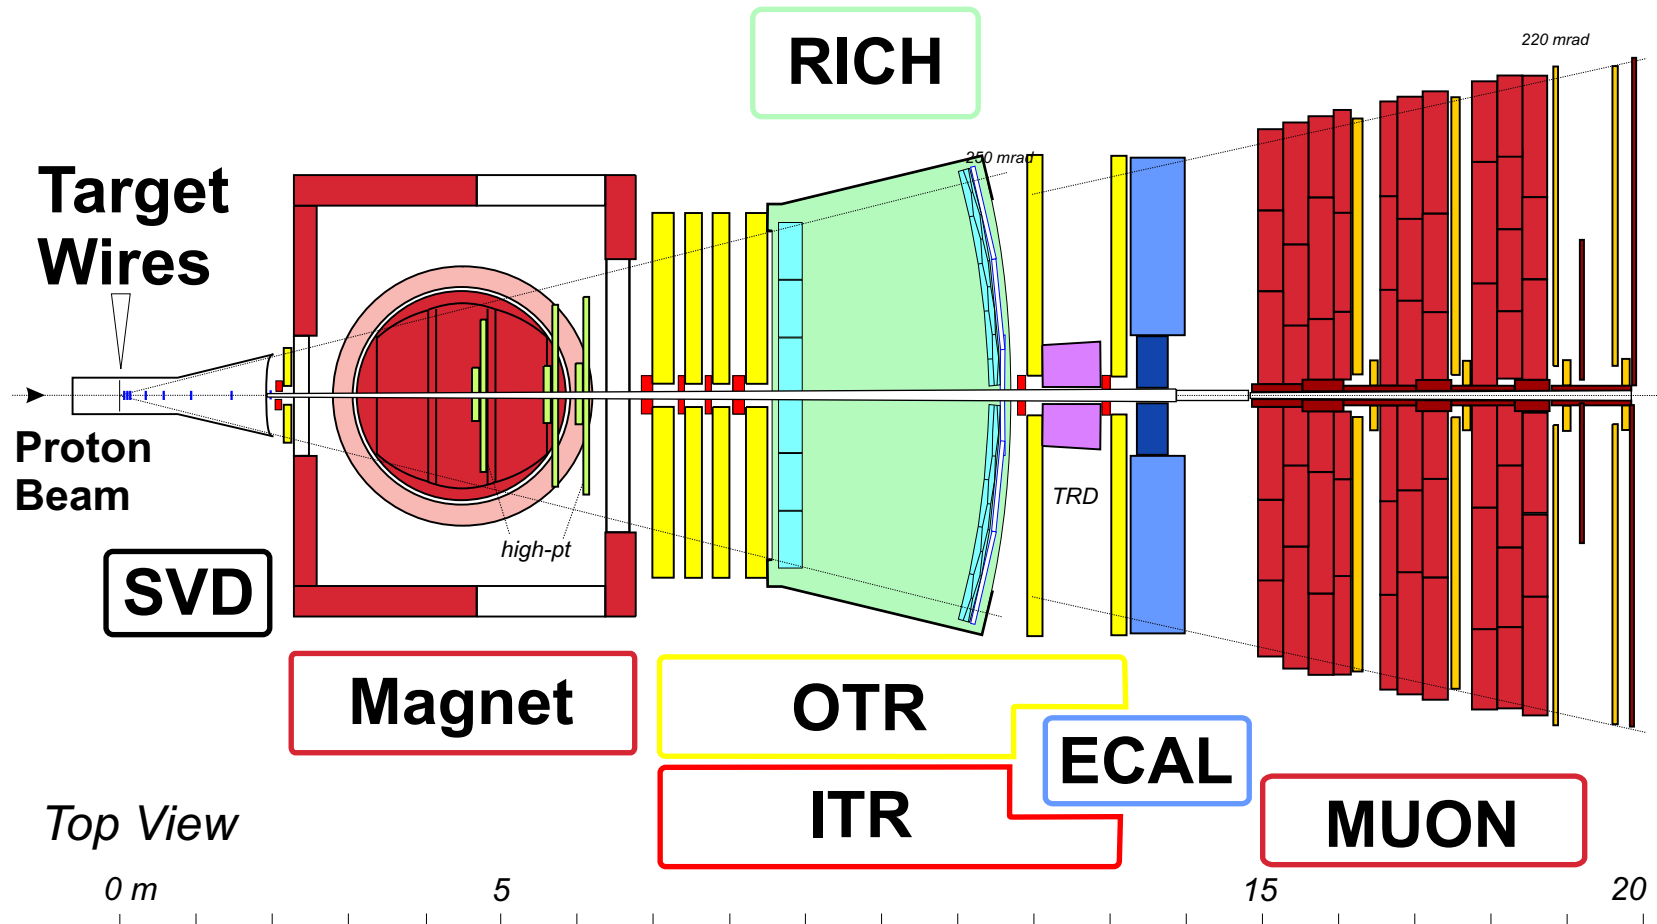 RICH
220 mrad
250 mrad
Target
Wires
Proton
Beam
high-pt
TRD
SVD
Magnet
OTR
ECAL
ITR
MUON
Top View
0 m
5
15
20